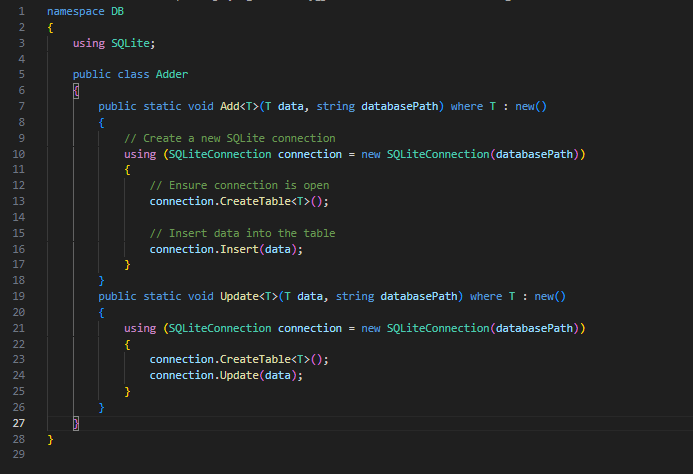 1 namespace DB
2 {
3     using SQLite;
4
5     public class Adder
6     {
7         public static void Add<T>(T data, string databasePath) where T : new()
8         {
9             // Create a new SQLite connection
10             using (SQLiteConnection connection = new SQLiteConnection(databasePath))
11             {
12                 // Ensure connection is open
13                 connection.CreateTable<T>();
14
15                 // Insert data into the table
16                 connection.Insert(data);
17             }
18         }
19         public static void Update<T>(T data, string databasePath) where T : new()
20         {
21             using (SQLiteConnection connection = new SQLiteConnection(databasePath))
22             {
23                 connection.CreateTable<T>();
24                 connection.Update(data);
25             }
26         }
27     }
28 }
29